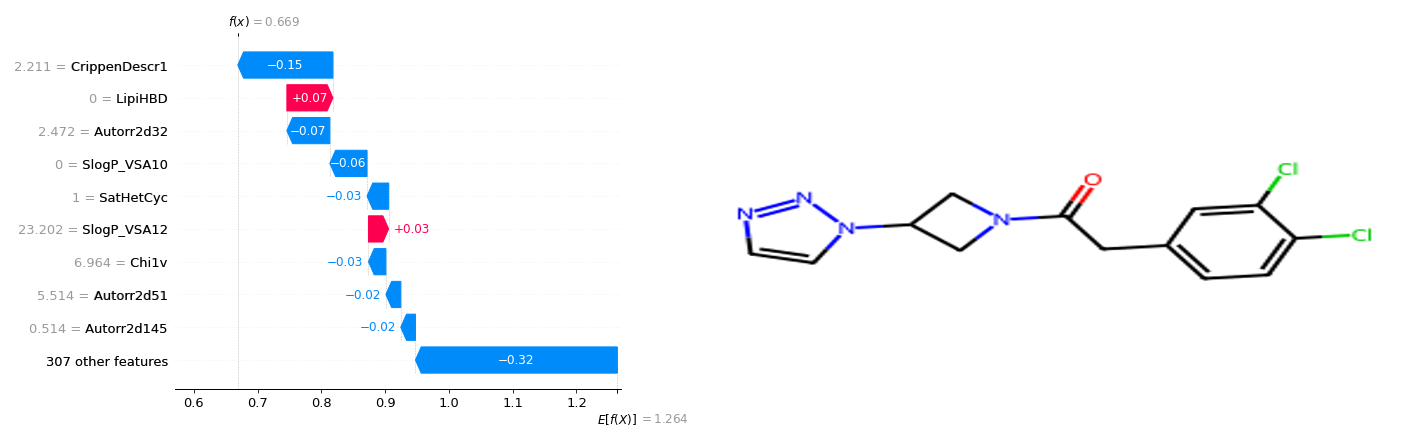 f(x) = 0.669
2.211 = CrippenDescr1
−0.15
0 = LipiHBD
+0.07
2.472 = Autorr2d32
−0.07
0 = SlogP_VSA10
−0.06
1 = SatHetCyc
−0.03
23.202 = SlogP_VSA12
+0.03
6.964 = Chi1v
−0.03
5.514 = Autorr2d51
−0.02
0.514 = Autorr2d145
−0.02
307 other features
−0.32
0.6 0.7 0.8 0.9 1.0 1.1 1.2
E[f(X)] = 1.264
N
N
N
N
O
Cl
Cl